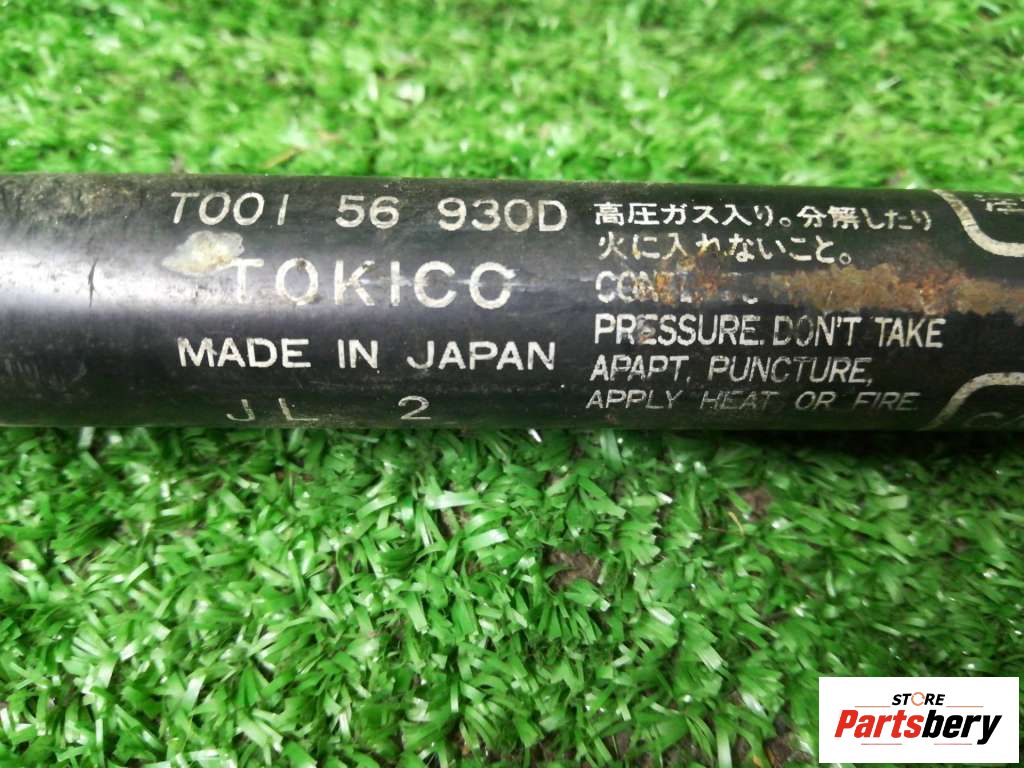 T001 56 930D
TOKICO
MADE IN JAPAN
JL 2
高圧ガス入り。分解したり
火に入れないこと。
PRESSURE. DON'T TAKE
APAPT, PUNCTURE,
APPLY HEAT OR FIRE.
STORE
Partsbery